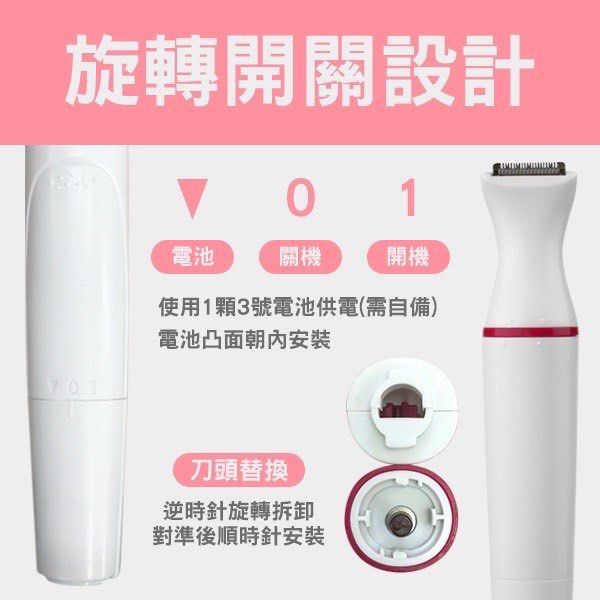 旋轉開關設計
▼ 0 1
電池 關機 開機
使用1顆3號電池供電(需自備)
電池凸面朝內安裝
▼ 0 1
刀頭替換
逆時針旋轉拆卸
對準後順時針安裝